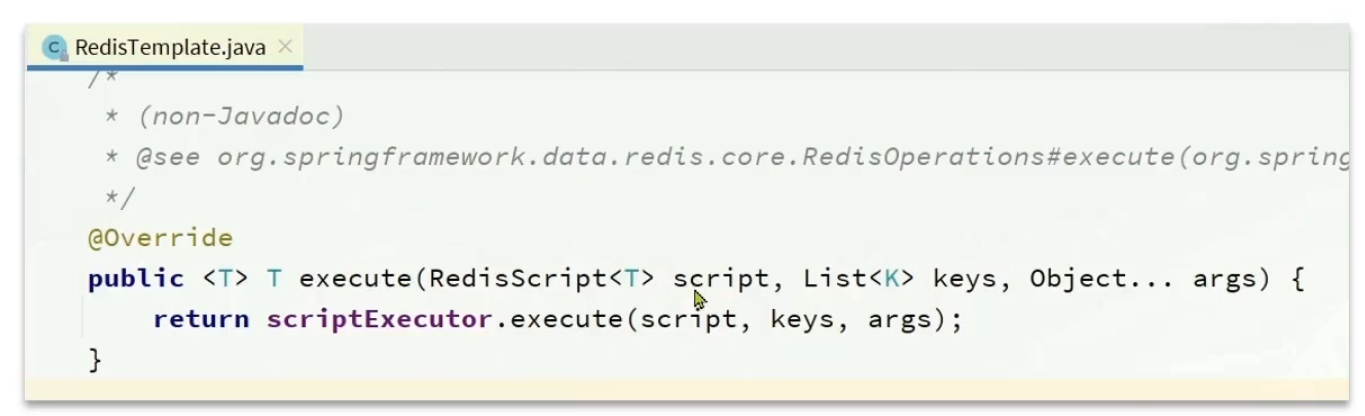 RedisTemplate.java
/*
* (non-Javadoc)
* @see org.springframework.data.redis.core.RedisOperations#execute(org.spring
*/
@Override
public <T> T execute(RedisScript<T> script, List<K> keys, Object... args) {
return scriptExecutor.execute(script, keys, args);
}